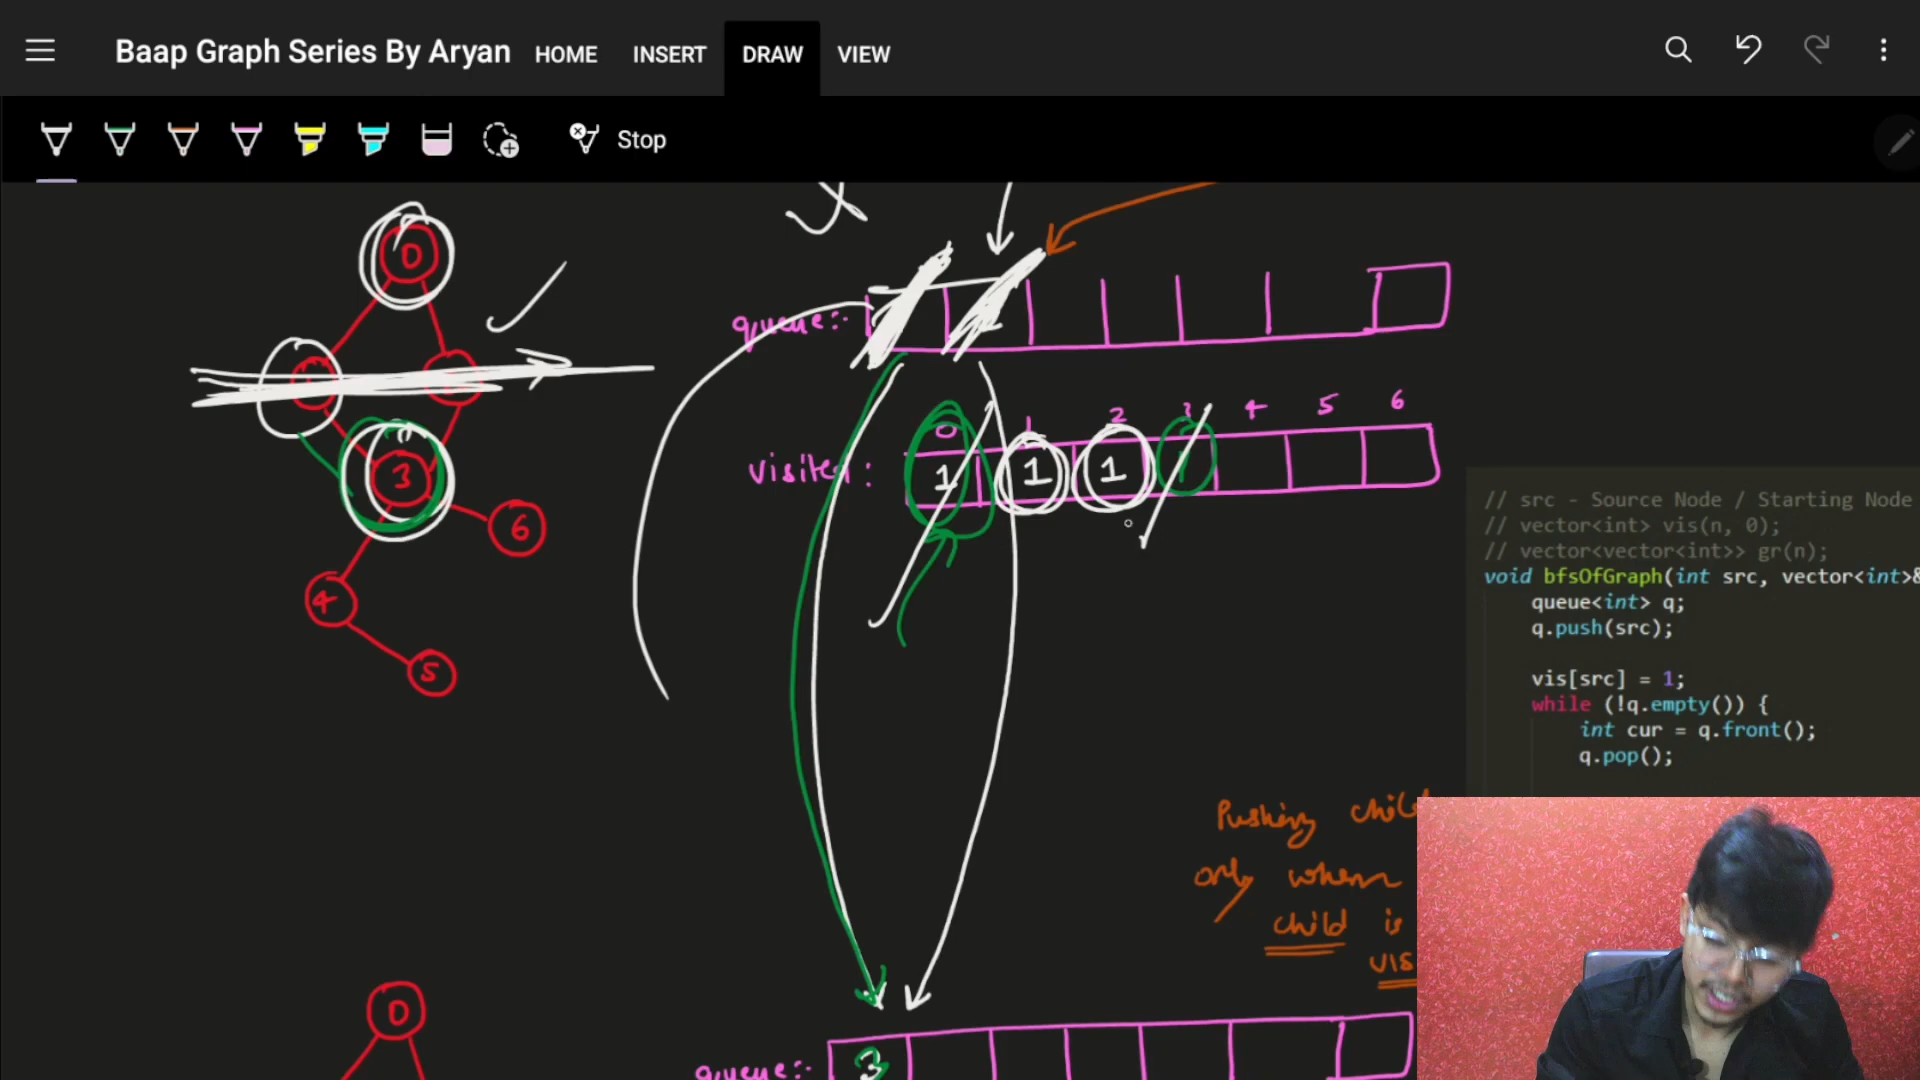 Baap Graph Series By Aryan HOME INSERT DRAW VIEW
Stop
0
queue:-
0 1 2 3 4 5 6
visited :
1 1 1 1
3
6
4
5
// src - Source Node / Starting Node
// vector<int> vis(n, 0);
// vector<vector<int>> gr(n);
void bfsOfGraph(int src, vector<int>&
queue<int> q;
q.push(src);
vis[src] = 1;
while (!q.empty()) {
int cur = q.front();
q.pop();
Pushing child
only when
child is
vis
0
queue:-
3